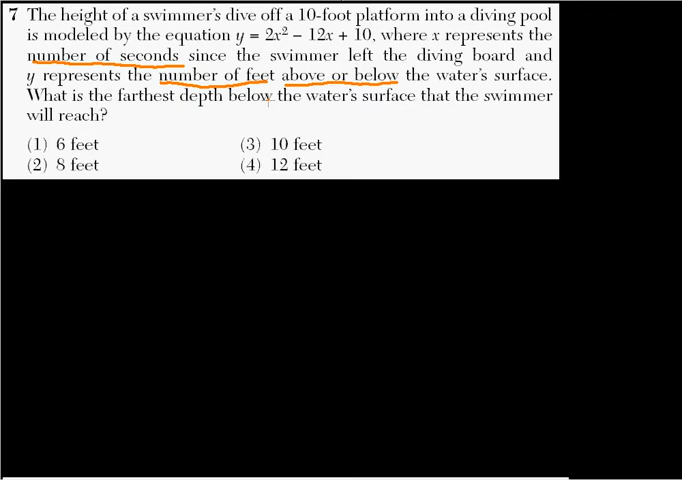 7 The height of a swimmer's dive off a 10-foot platform into a diving pool
is modeled by the equation y = 2x² − 12x + 10, where x represents the
number of seconds since the swimmer left the diving board and
y represents the number of feet above or below the water's surface.
What is the farthest depth below the water's surface that the swimmer
will reach?
(1) 6 feet (3) 10 feet
(2) 8 feet (4) 12 feet